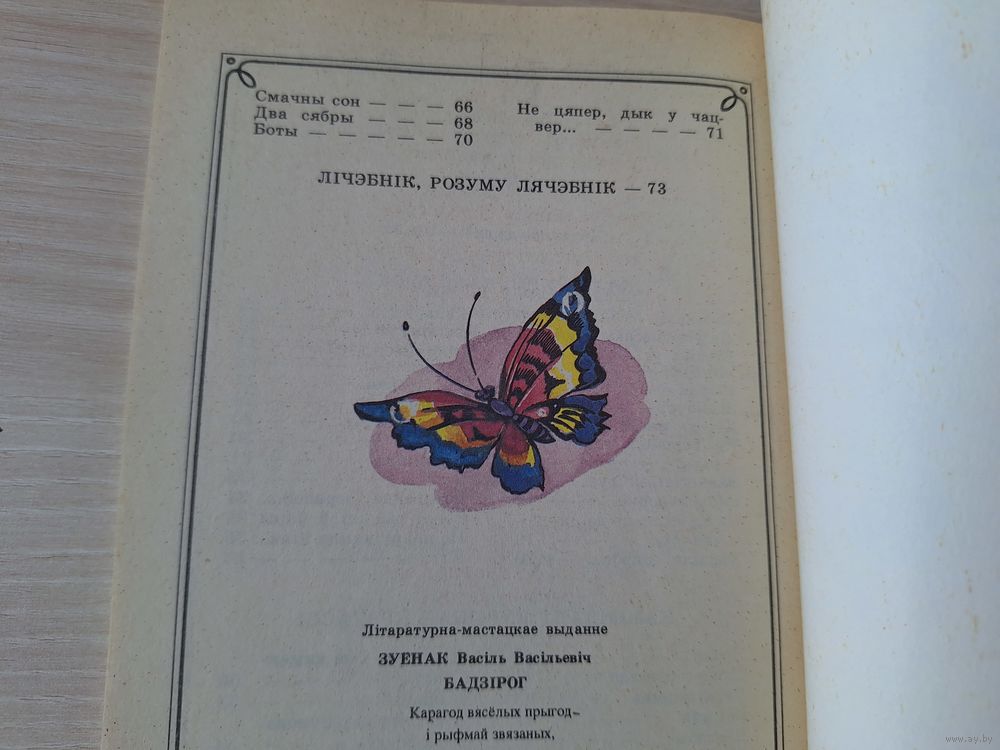 Смачны сон — — — 66
Два сябры — — — 68
Боты — — — — — 70
Не цяпер, дык у чац-
вер... — — — — 71
ЛІЧЭБНІК, РОЗУМУ ЛЯЧЭБНІК — 73
Літаратурна-мастацкае выданне
ЗУЕНАК Васіль Васільевіч
БАДЗІРОГ
Карагод вясёлых прыгод—
і рыфмай звязаных,
www.ay.by